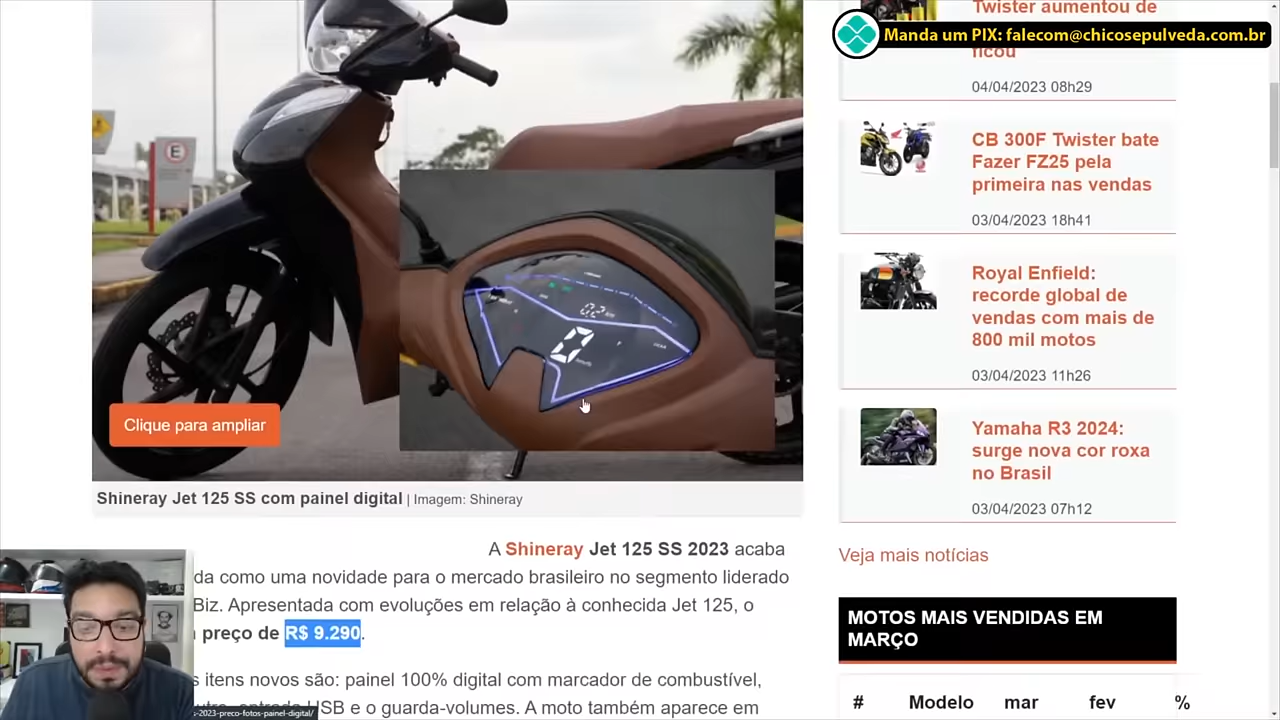 Twister aumentou de
Manda um PIX: falecom@chicosepulveda.com.br
ficou
04/04/2023 08h29
CB 300F Twister bate
Fazer FZ25 pela
primeira nas vendas
03/04/2023 18h41
Royal Enfield:
recorde global de
vendas com mais de
800 mil motos
03/04/2023 11h26
Yamaha R3 2024:
surge nova cor roxa
no Brasil
03/04/2023 07h12
Veja mais notícias
MOTOS MAIS VENDIDAS EM
MARÇO
# Modelo mar fev %
E
0
Clique para ampliar
Shineray Jet 125 SS com painel digital | Imagem: Shineray
A Shineray Jet 125 SS 2023 acaba
da como uma novidade para o mercado brasileiro no segmento liderado
Biz. Apresentada com evoluções em relação à conhecida Jet 125, o
preço de R$ 9.290.
s itens novos são: painel 100% digital com marcador de combustível,
entrada USB e o guarda-volumes. A moto também aparece em
s-2023-preco-fotos-painel-digital/